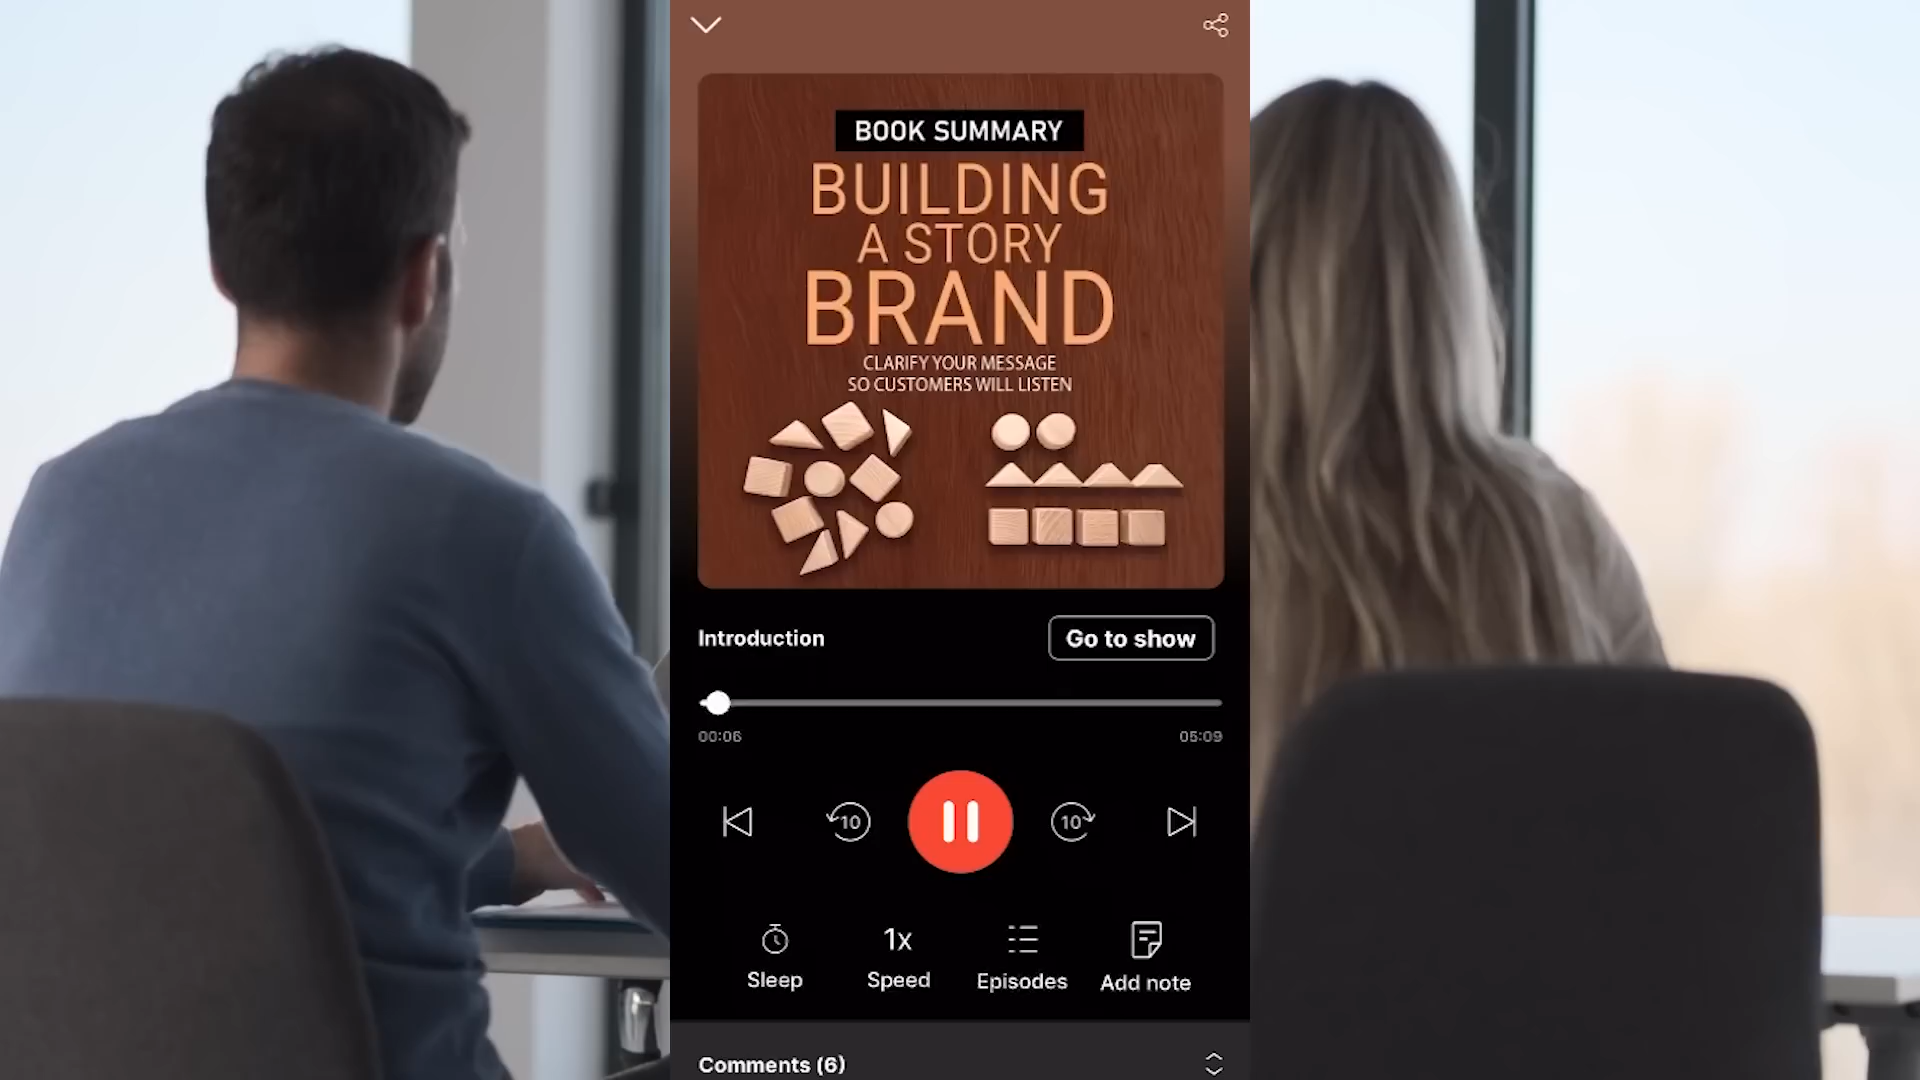 BOOK SUMMARY
BUILDING
A STORY
BRAND
CLARIFY YOUR MESSAGE
SO CUSTOMERS WILL LISTEN
Introduction
Go to show
00:06
05:09
10
10
1x
Sleep
Speed
Episodes
Add note
Comments (6)